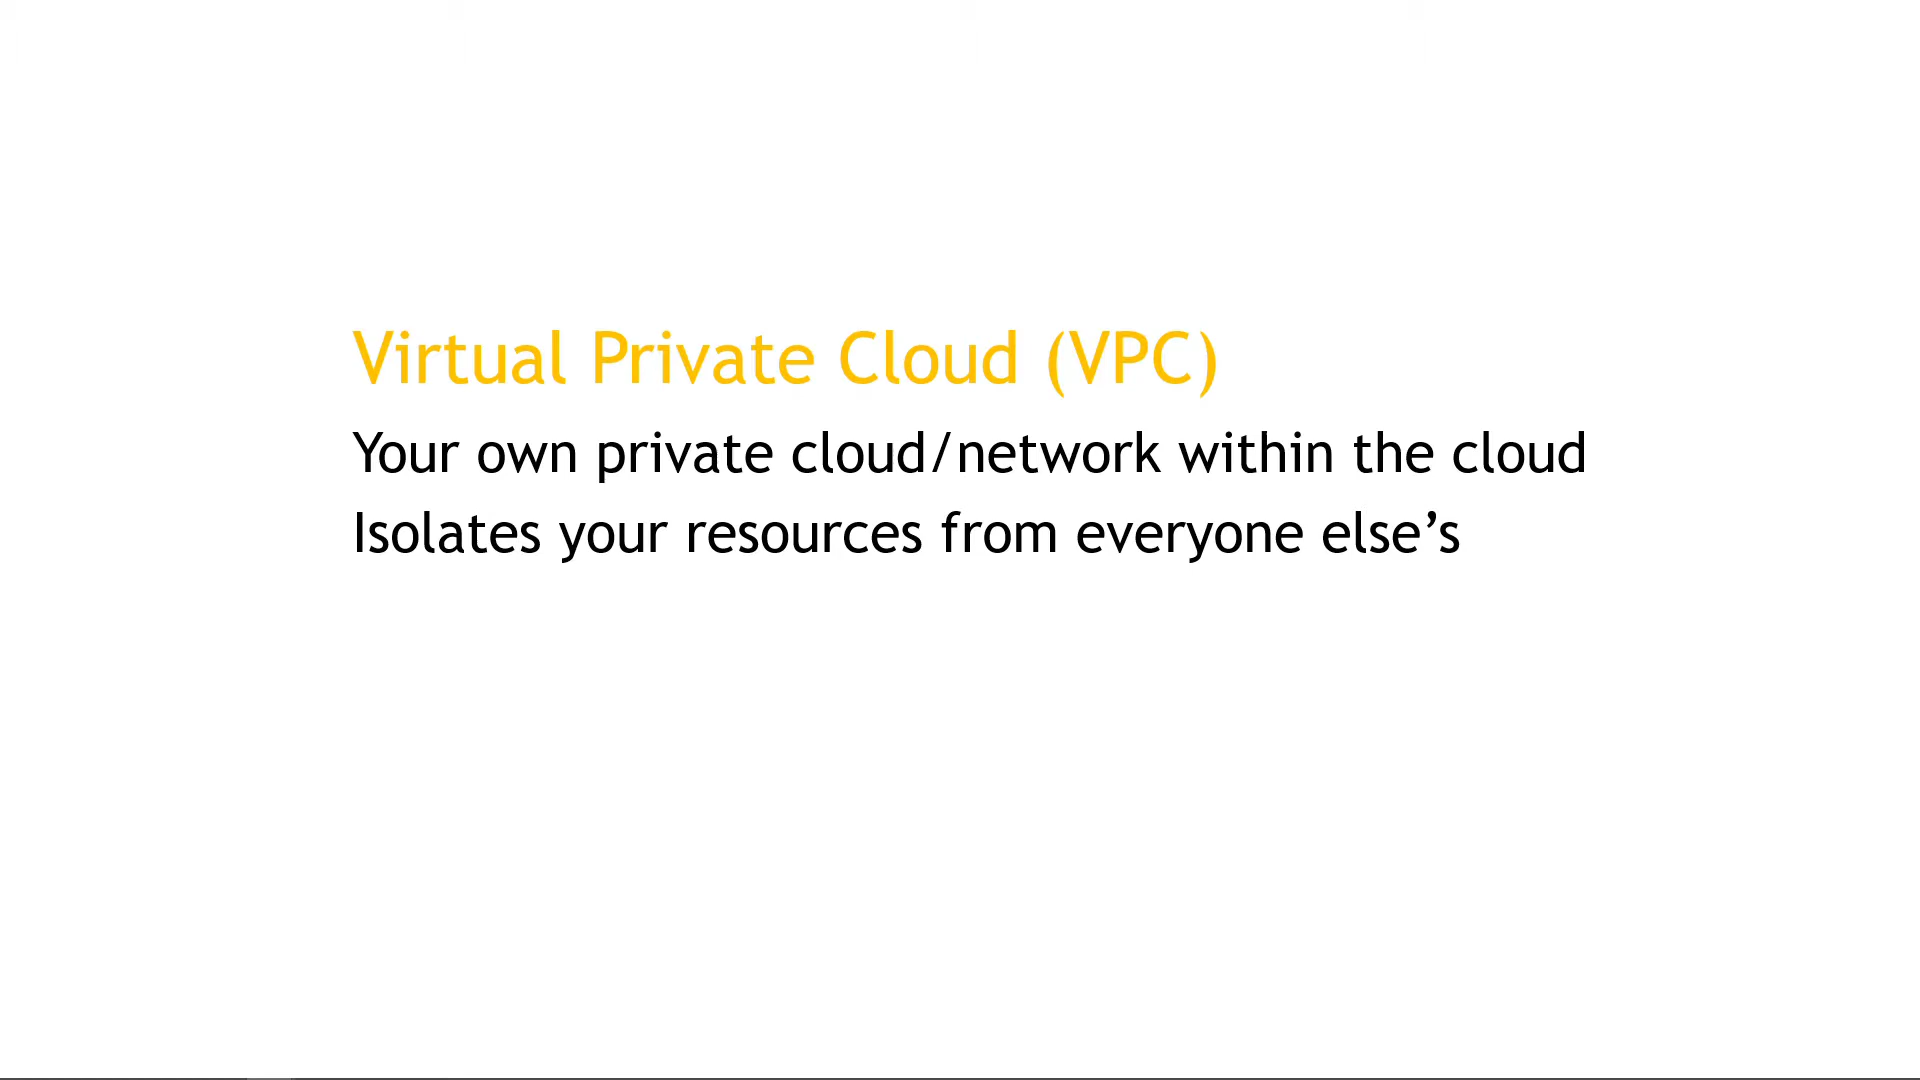 Virtual Private Cloud (VPC)
Your own private cloud/network within the cloud
Isolates your resources from everyone else’s